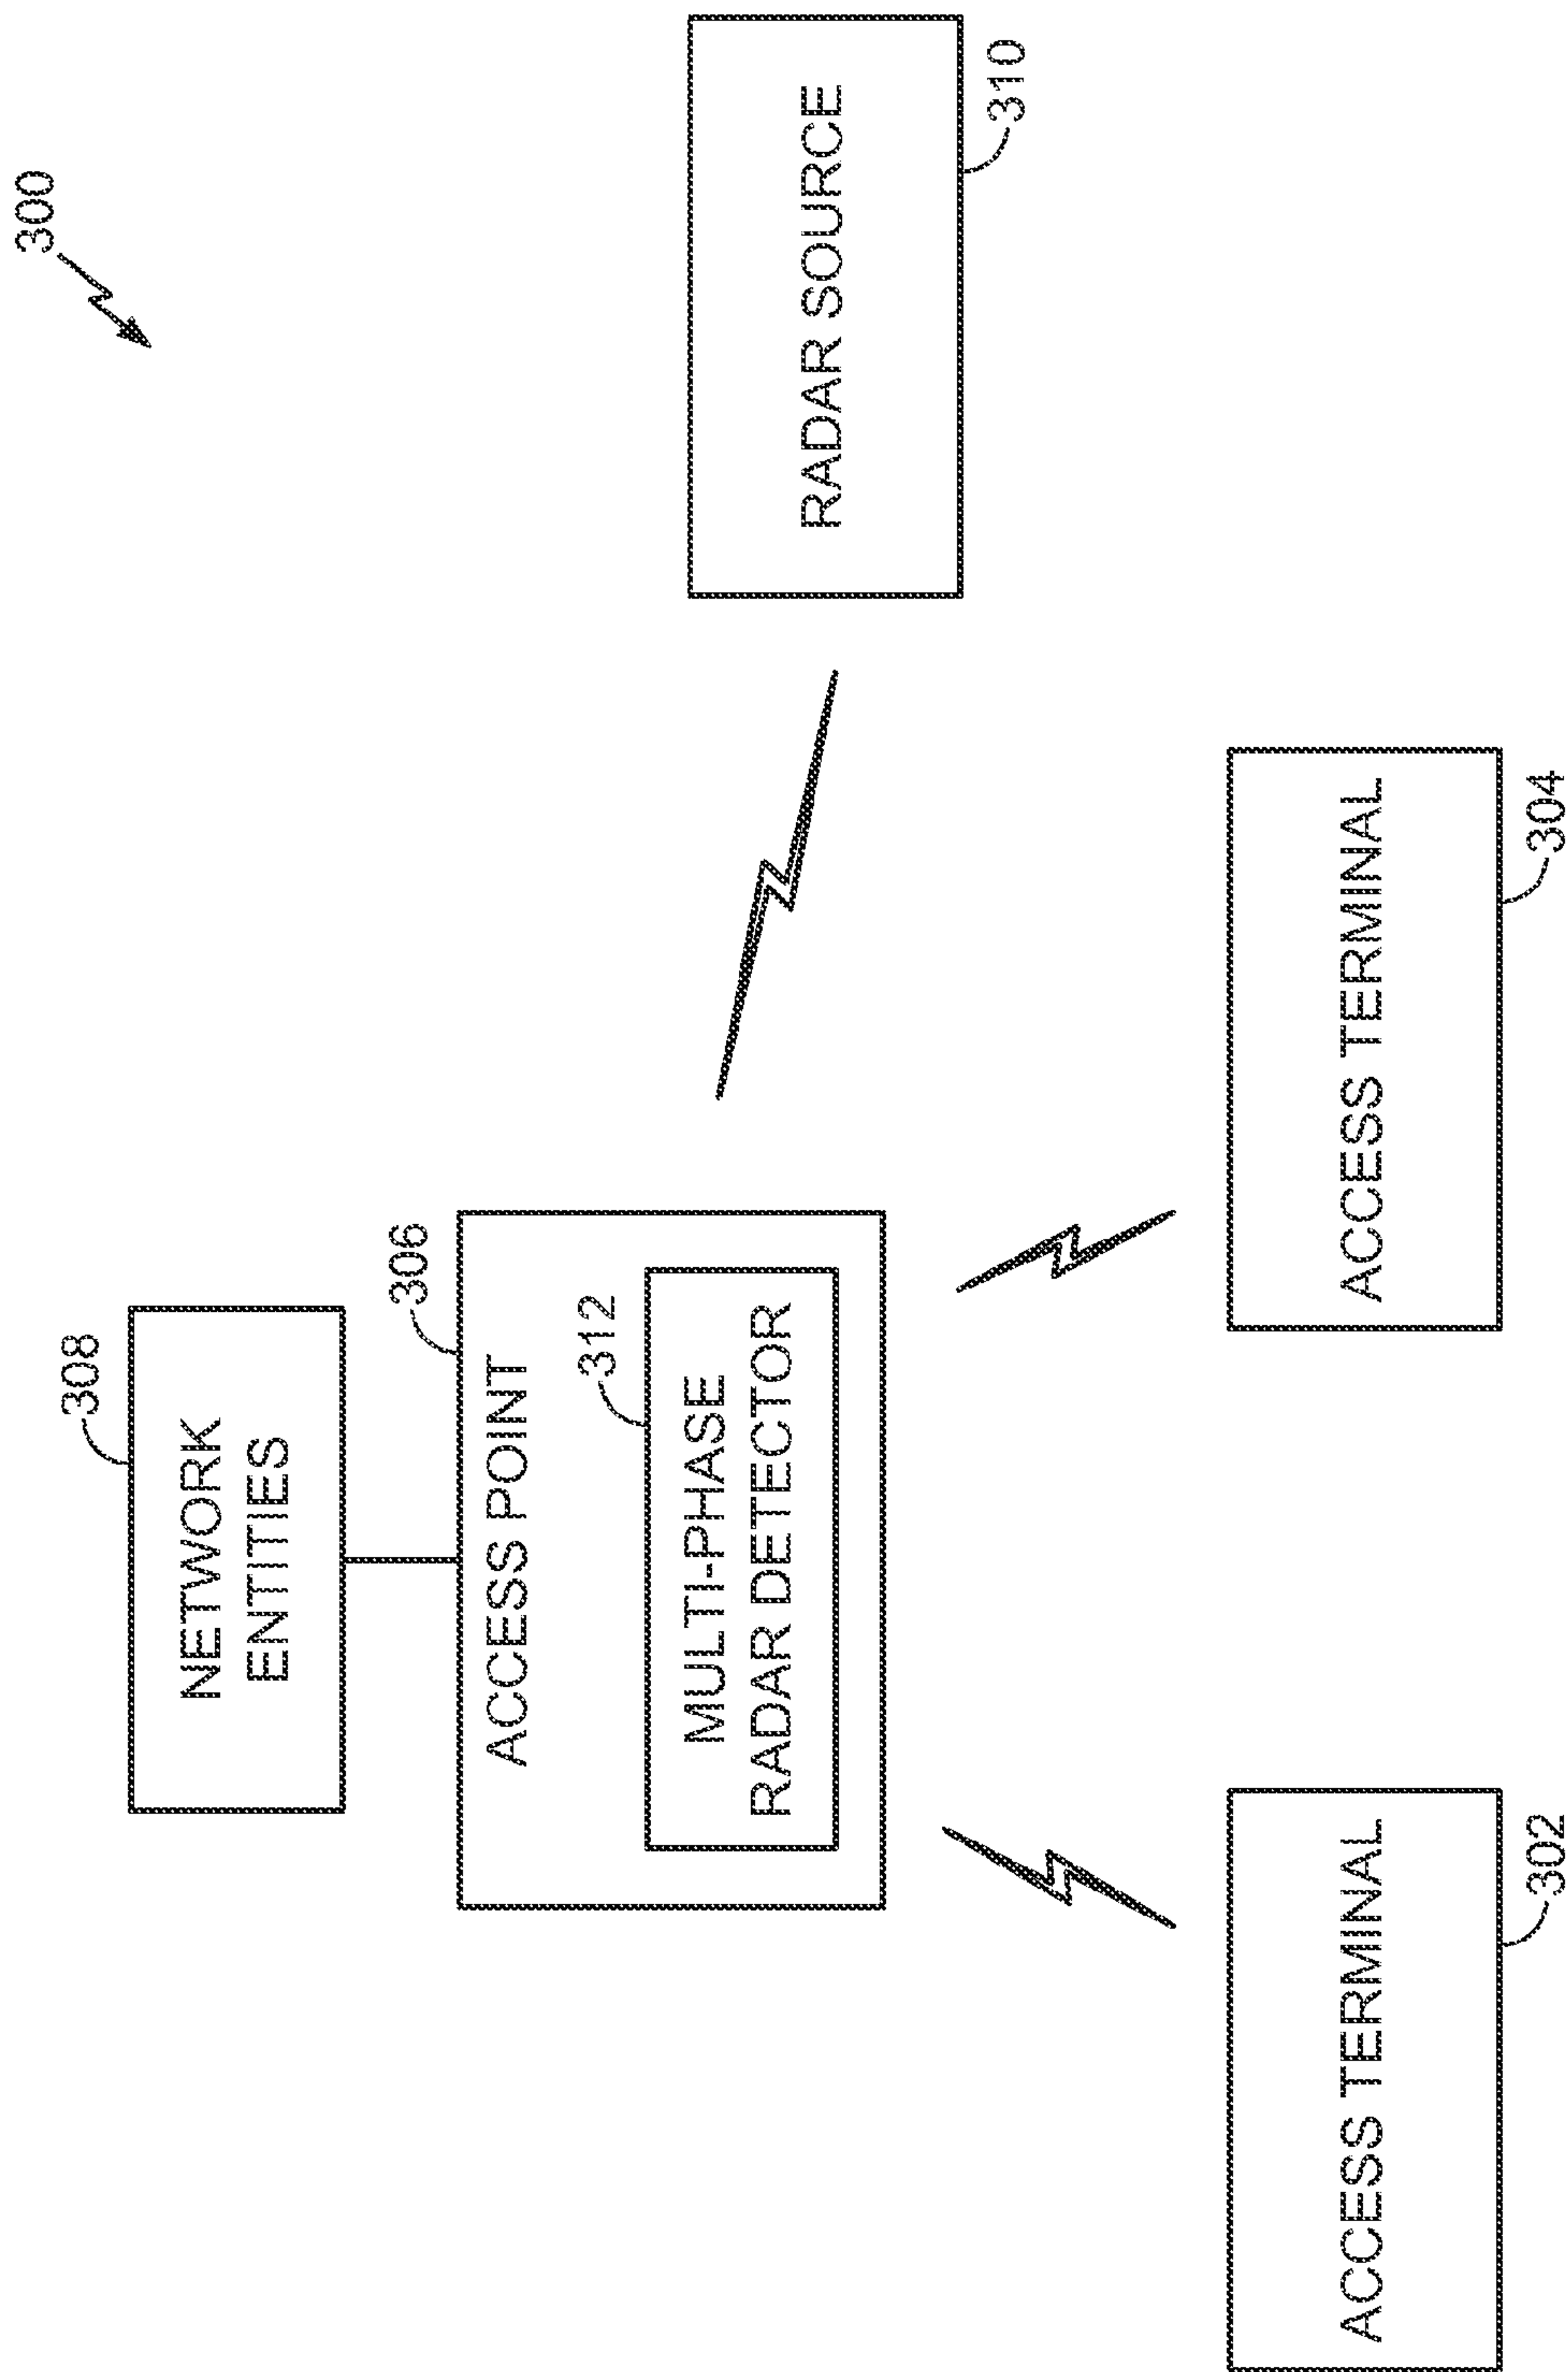 300
308
NETWORK
ENTITIES
306
ACCESS POINT
312
MULTI-PHASE
RADAR DETECTOR
RADAR SOURCE
310
ACCESS TERMINAL
302
ACCESS TERMINAL
304